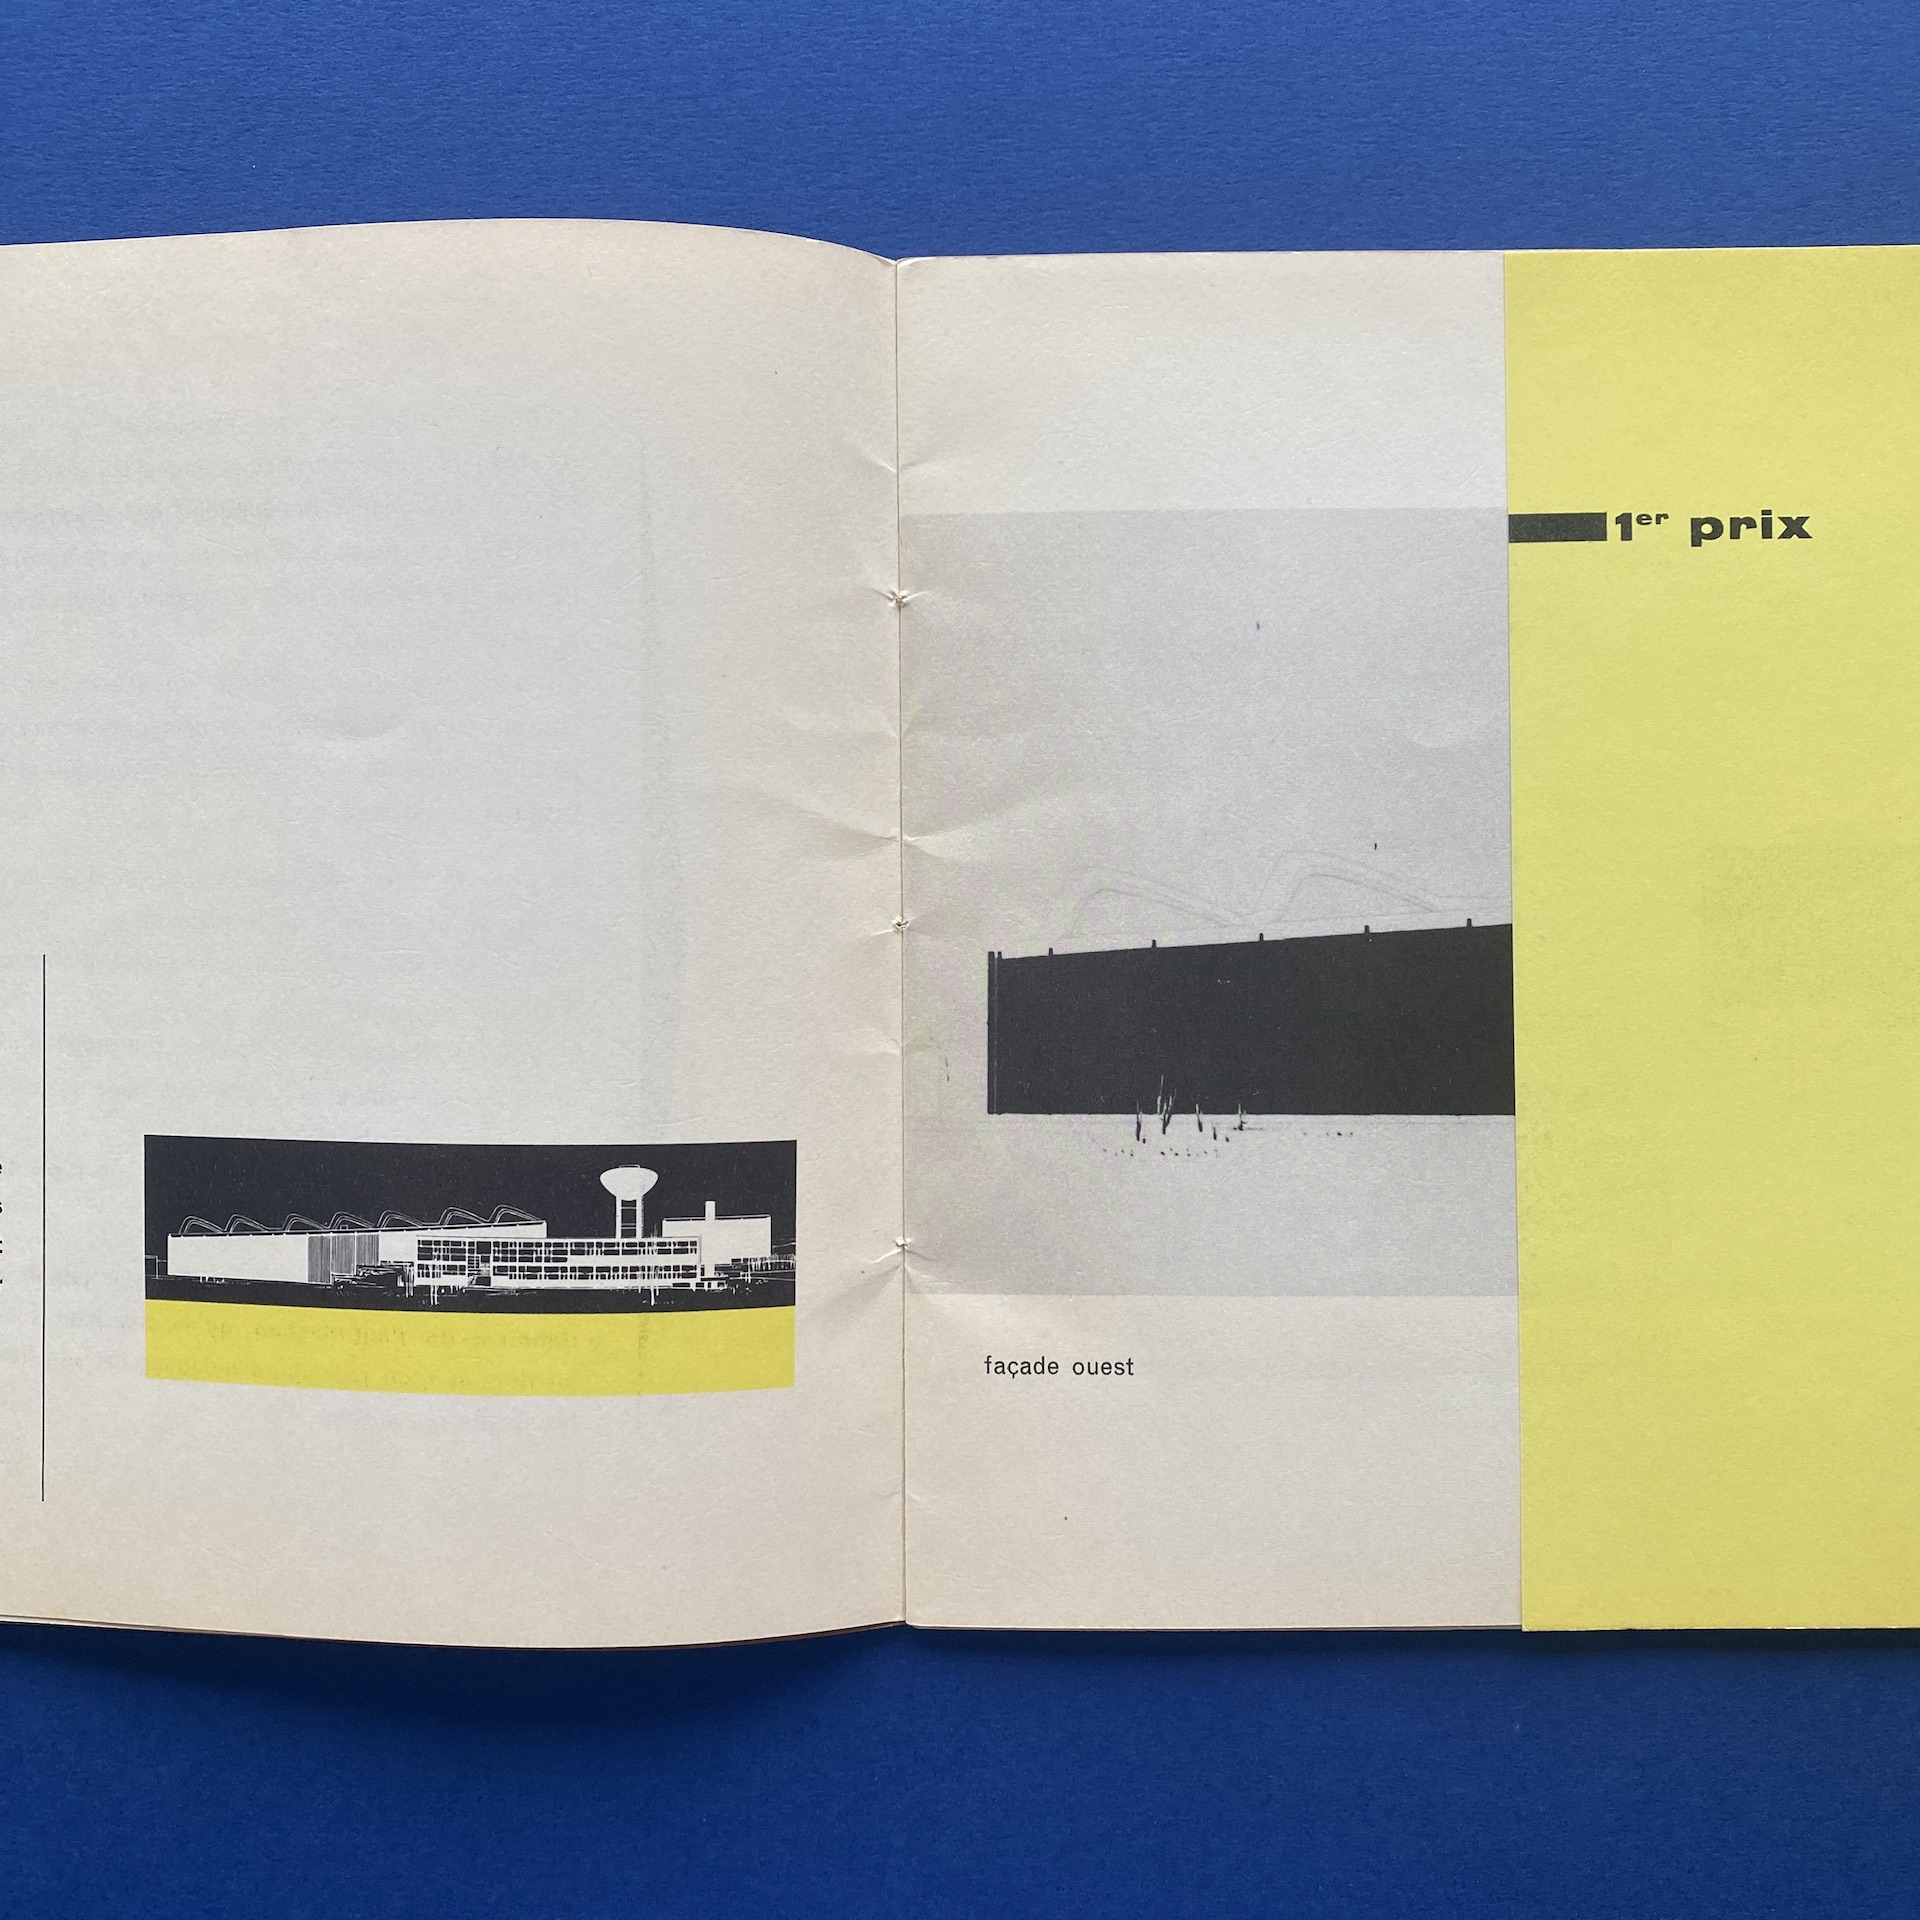 1er prix
façade ouest